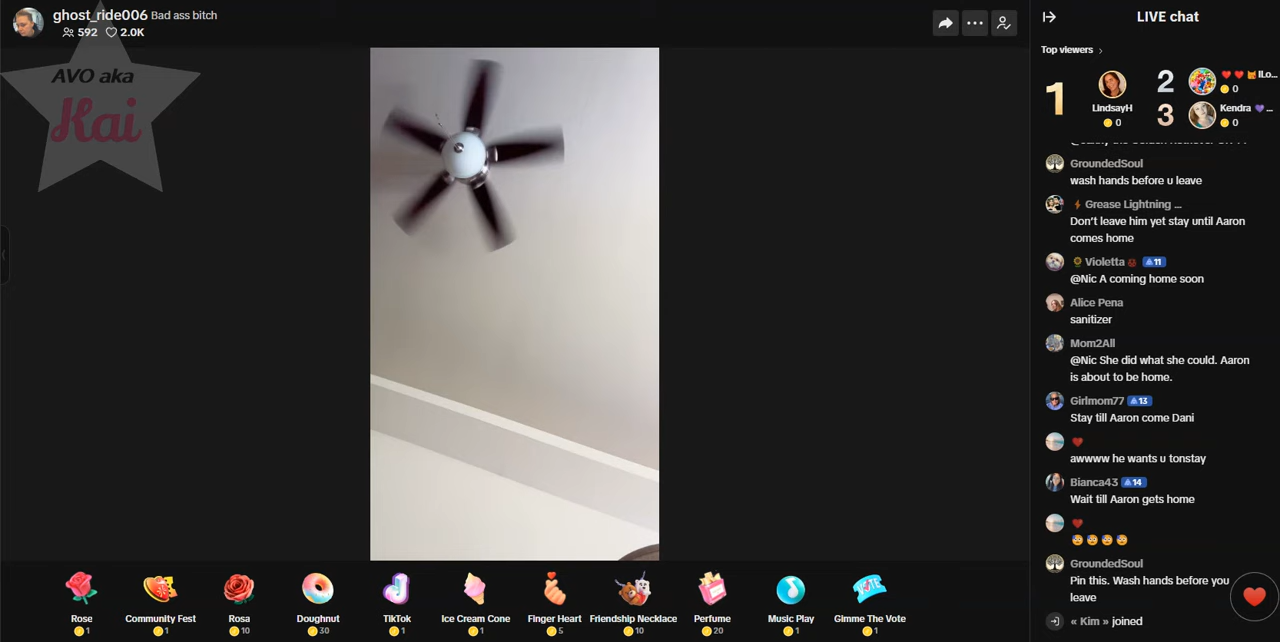 ghost_ride006 Bad ass bitch
592 2.0K
AVO aka
Kai
LIVE chat
Top viewers
1
LindsayH
0
2
ILo...
0
3
Kendra
...
0
GroundedSoul
wash hands before u leave
Grease Lightning ...
Don't leave him yet stay until Aaron
comes home
Violetta 11
@Nic A coming home soon
Alice Pena
sanitizer
Mom2All
@Nic She did what she could. Aaron
is about to be home.
Girlmom77 13
Stay till Aaron come Dani
awwww he wants u tonstay
Bianca43 14
Wait till Aaron gets home
GroundedSoul
Pin this. Wash hands before you
leave
« Kim » joined
Rose
1
Community Fest
1
Rosa
10
Doughnut
30
TikTok
1
Ice Cream Cone
1
Finger Heart
5
Friendship Necklace
10
Perfume
20
Music Play
1
VOTE
Gimme The Vote
1